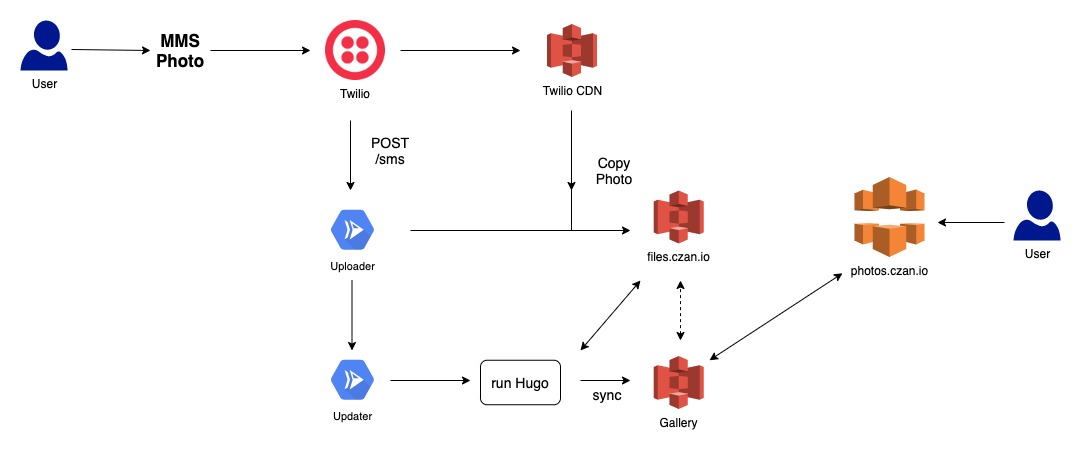 MMS
Photo
User
Twilio
Twilio CDN
POST
/sms
Copy
Photo
Uploader
files.czan.io
photos.czan.io
User
run Hugo
sync
Updater
Gallery